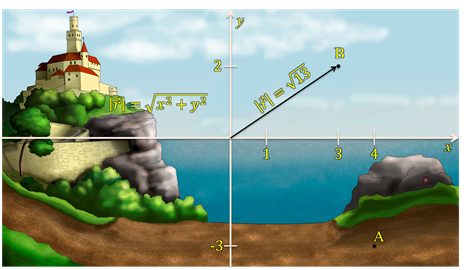 y
2
B
|r⃗| = √13
|r⃗| = √x² + y²
1
3
4
x
A
-3